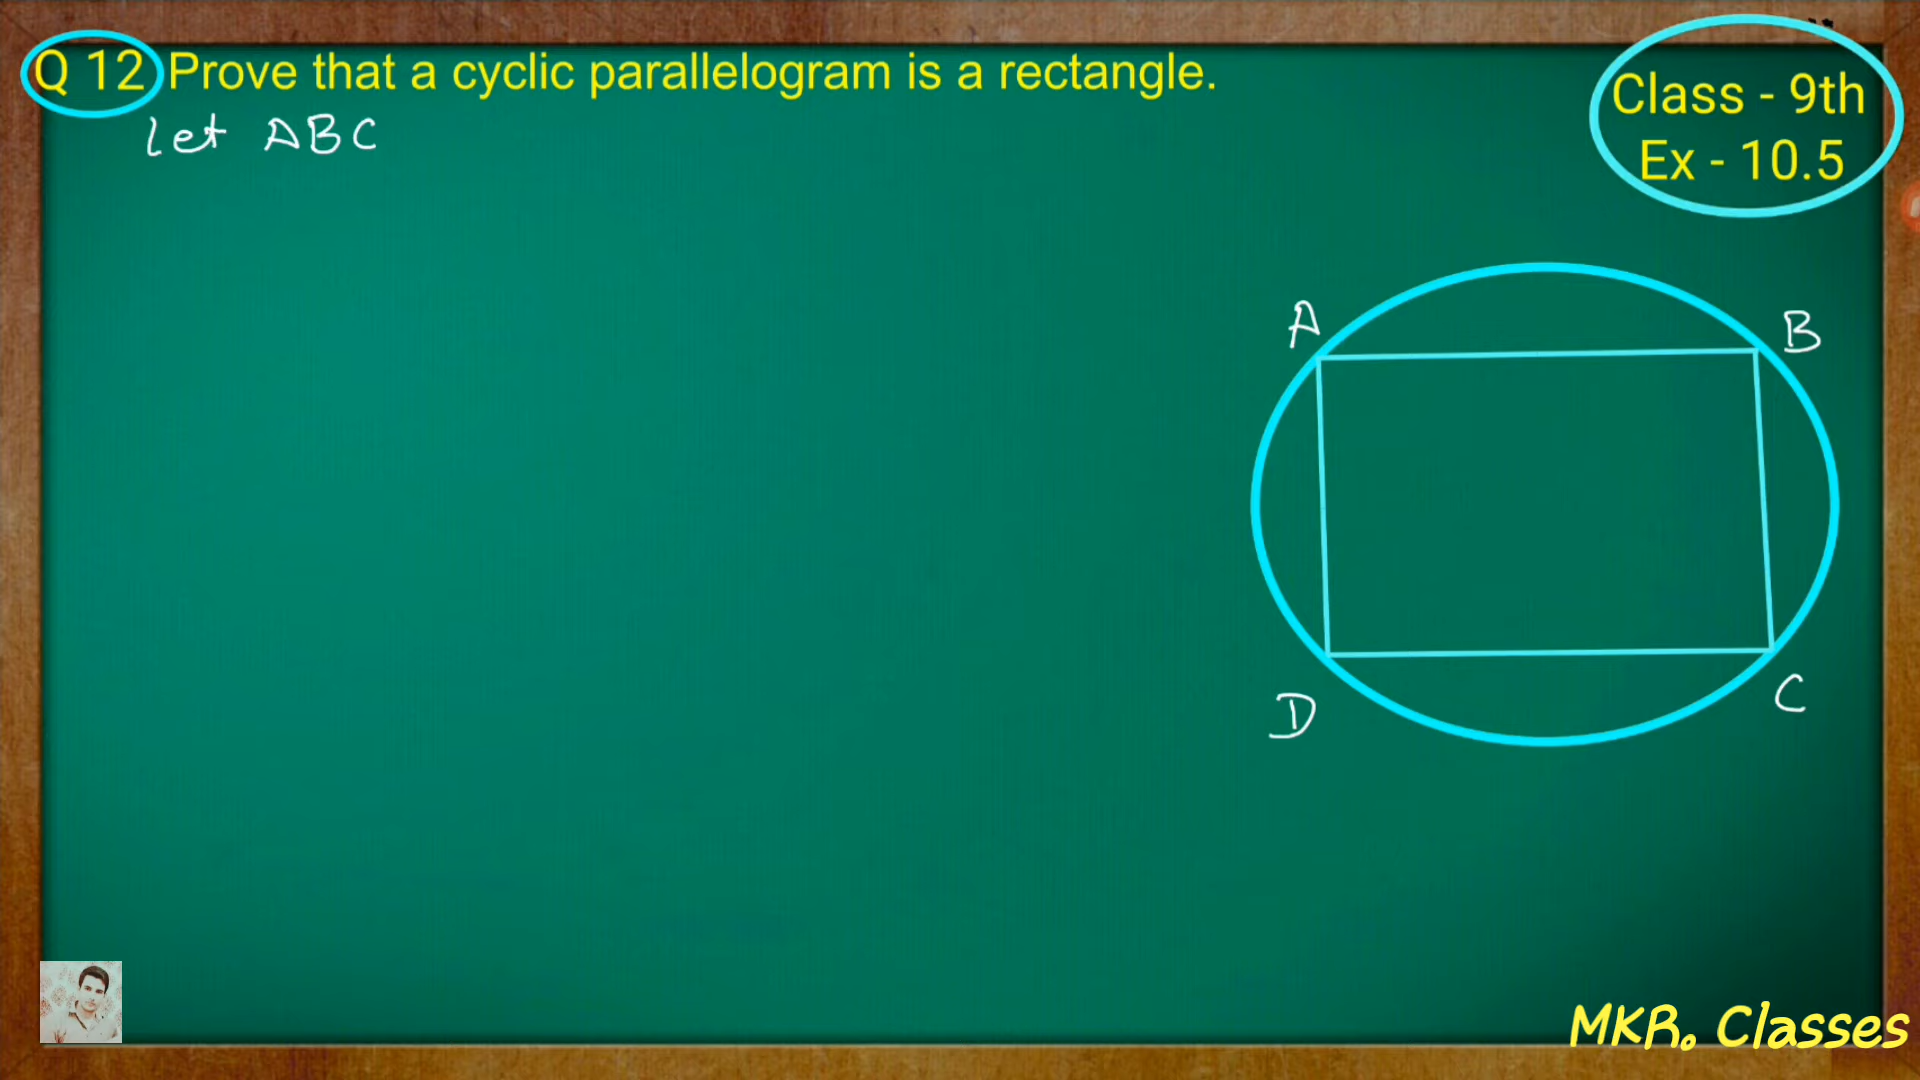 Q 12 Prove that a cyclic parallelogram is a rectangle.
Class - 9th
Ex - 10.5
Let ABC
A
B
D
C
MKR. Classes